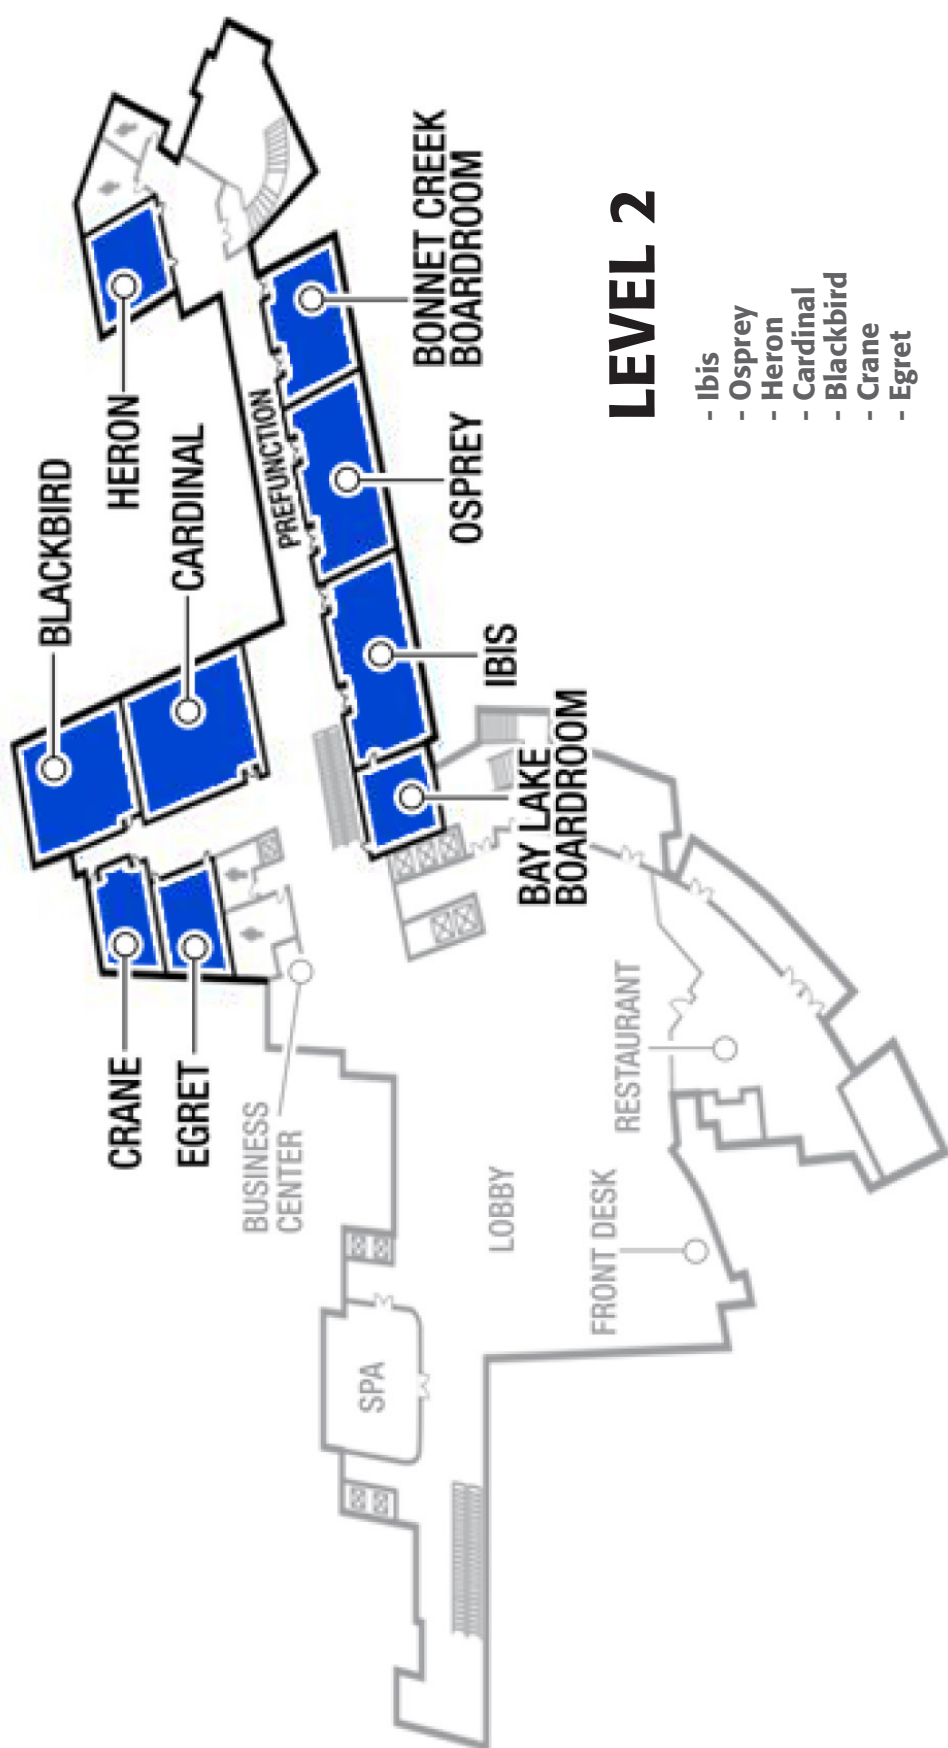 BLACKBIRD
HERON
CARDINAL
PREFUNCTION
BONNET CREEK
BOARDROOM
OSPREY
IBIS
BAY LAKE
BOARDROOM
CRANE
EGRET
BUSINESS
CENTER
RESTAURANT
LOBBY
FRONT DESK
SPA
LEVEL 2
- Ibis
- Osprey
- Heron
- Cardinal
- Blackbird
- Crane
- Egret